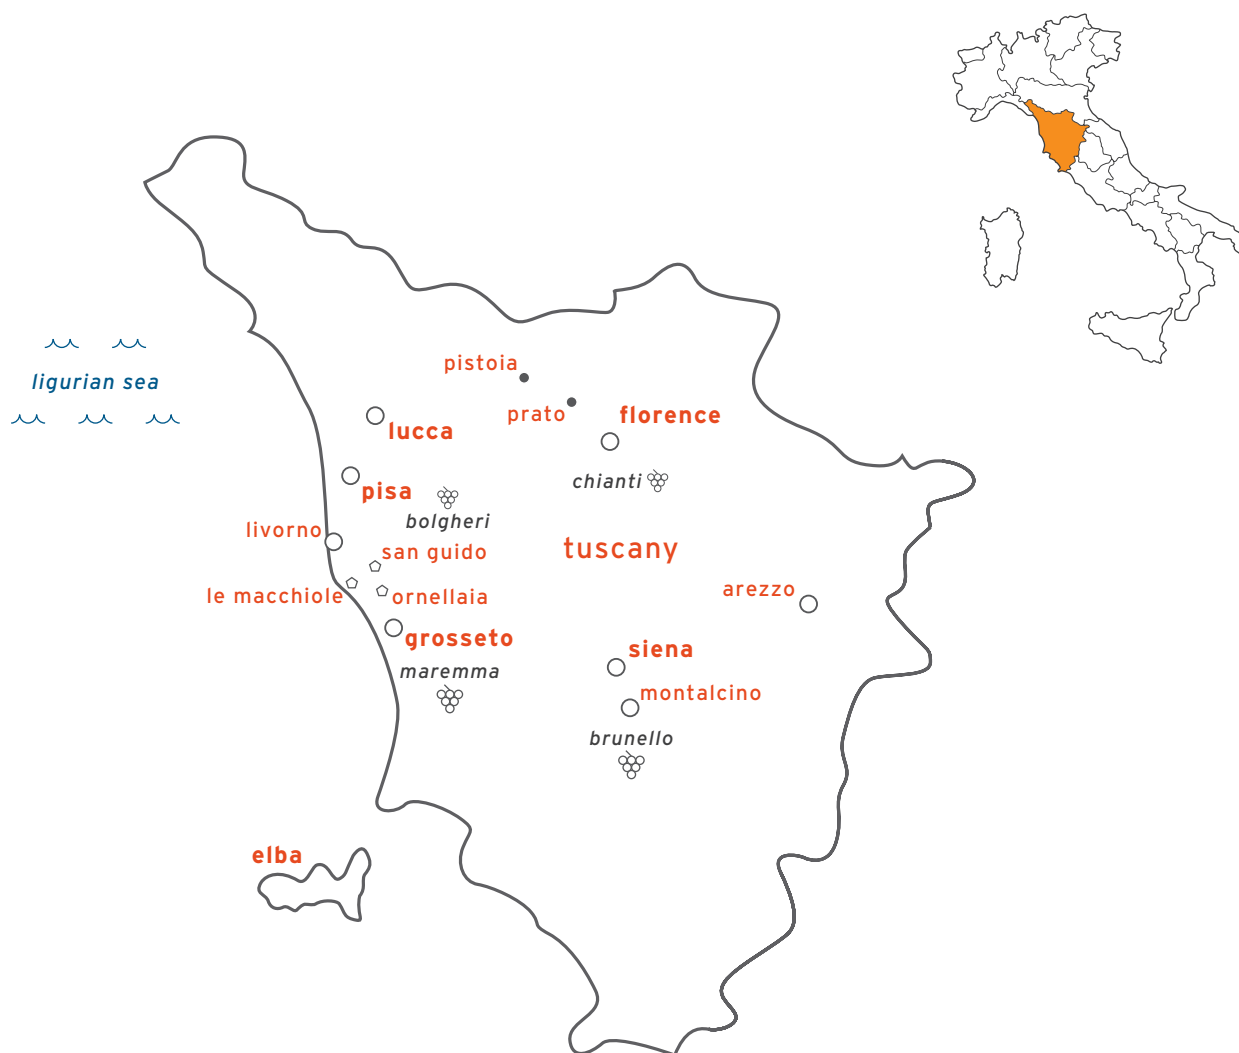 pistoia
ligurian sea
prato
florence
lucca
chianti
pisa
bolgheri
livorno
san guido
tuscany
le macchiole
ornellaia
arezzo
grosseto
siena
maremma
montalcino
brunello
elba